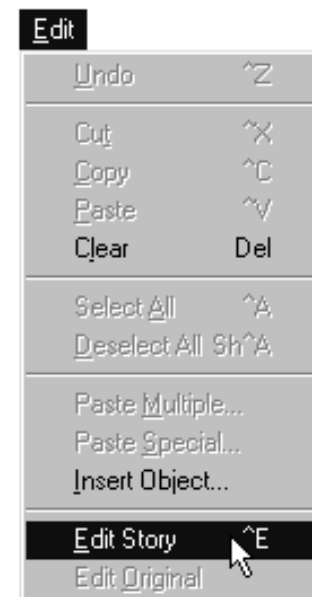 Edit
Undo ^Z
Cut ^X
Copy ^C
Paste ^V
Clear Del
Select All ^A
Deselect All Sh^A
Paste Multiple...
Paste Special...
Insert Object...
Edit Story ^E
Edit Original